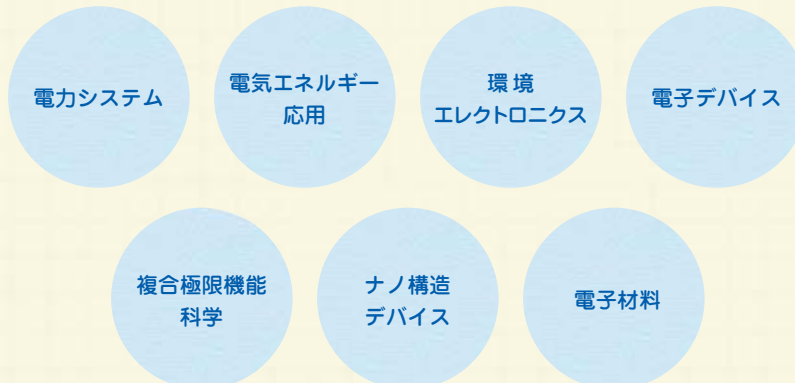 電力システム
電気エネルギー
応用
環境
エレクトロニクス
電子デバイス
複合極限機能
科学
ナノ構造
デバイス
電子材料